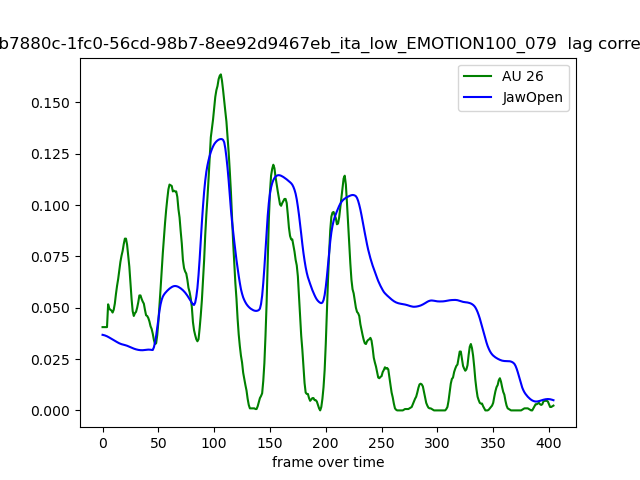 b7880c-1fc0-56cd-98b7-8ee92d9467eb_ita_low_EMOTION100_079 lag corre
AU 26
JawOpen
0.150
0.125
0.100
0.075
0.050
0.025
0.000
0 50 100 150 200 250 300 350 400
frame over time